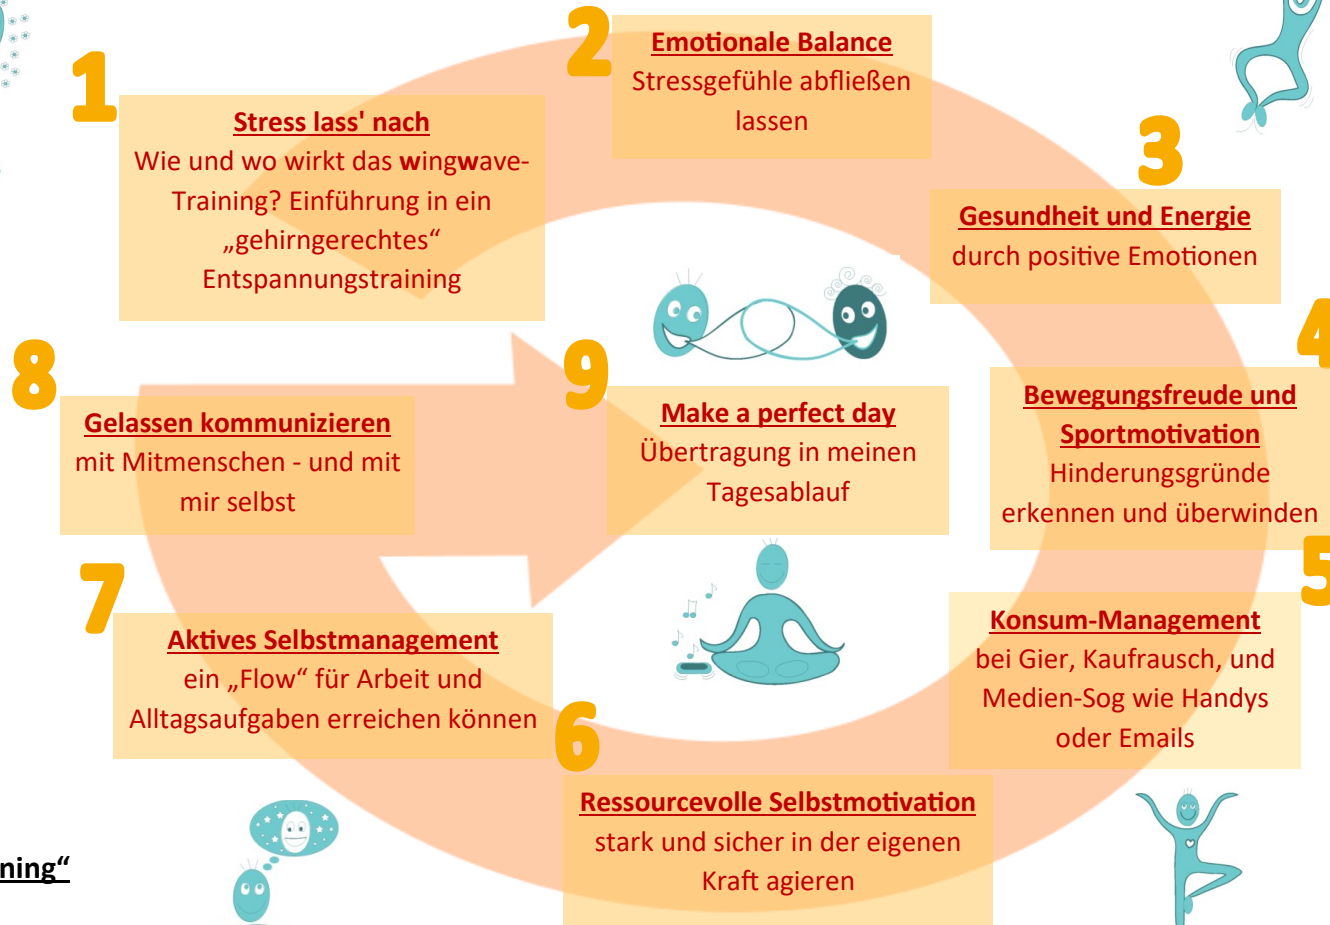 1
Stress lass' nach
Wie und wo wirkt das wingwave-
Training? Einführung in ein
„gehirngerechtes“
Entspannungstraining
2
Emotionale Balance
Stressgefühle abfließen
lassen
3
Gesundheit und Energie
durch positive Emotionen
4
Bewegungsfreude und
Sportmotivation
Hinderungsgründe
erkennen und überwinden
5
Konsum-Management
bei Gier, Kaufrausch, und
Medien-Sog wie Handys
oder Emails
6
Ressourcevolle Selbstmotivation
stark und sicher in der eigenen
Kraft agieren
7
Aktives Selbstmanagement
ein „Flow“ für Arbeit und
Alltagsaufgaben erreichen können
8
Gelassen kommunizieren
mit Mitmenschen - und mit
mir selbst
9
Make a perfect day
Übertragung in meinen
Tagesablauf
ning“